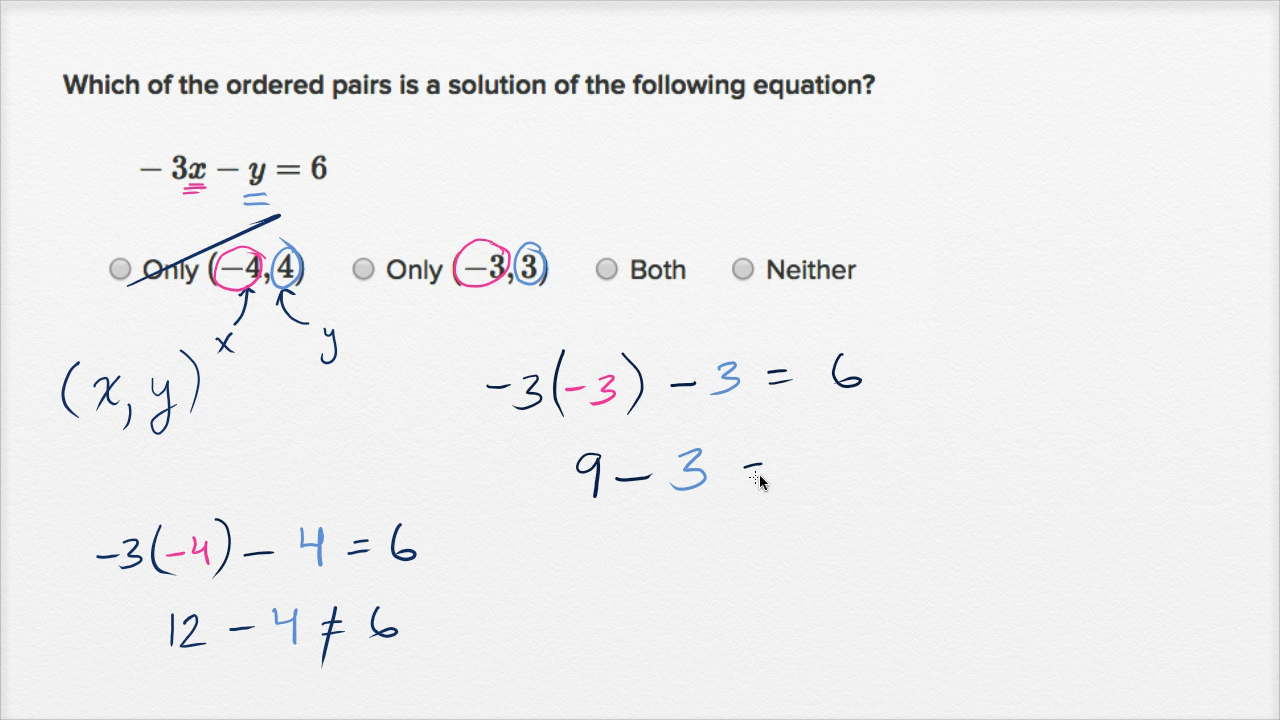 Which of the ordered pairs is a solution of the following equation?
− 3x − y = 6
Only (−4, 4) Only (−3, 3) Both Neither
x y
(x, y)
-3(-3) - 3 = 6
9 - 3 =
-3(-4) - 4 = 6
12 - 4 ≠ 6